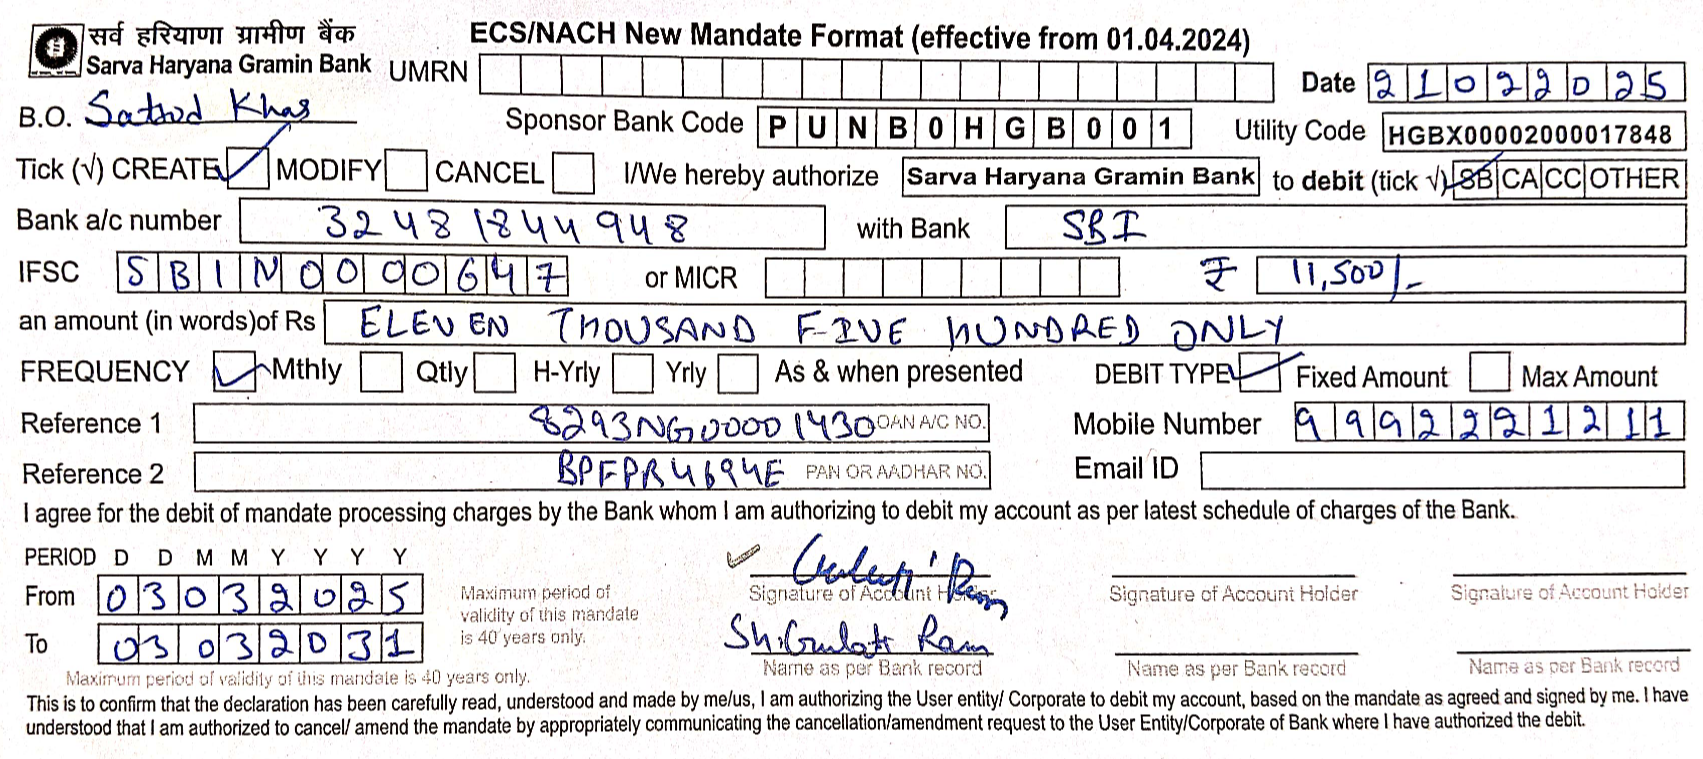 सर्व हरियाणा ग्रामीण बैंक
Sarva Haryana Gramin Bank
ECS/NACH New Mandate Format (effective from 01.04.2024)
UMRN Date 21022025
B.O. Satrod Khas Sponsor Bank Code PUNB0HGB001 Utility Code HGBX00002000017848
Tick (√) CREATE MODIFY CANCEL I/We hereby authorize Sarva Haryana Gramin Bank to debit (tick √) SB CA CC OTHER
Bank a/c number 32481844948 with Bank SBI
IFSC SBIN0000647 or MICR ₹ 11,500/-
an amount (in words)of Rs ELEVEN THOUSAND FIVE HUNDRED ONLY
FREQUENCY Mthly Qtly H-Yrly Yrly As & when presented DEBIT TYPE Fixed Amount Max Amount
Reference 1 8293NG00001430 OAN A/C NO. Mobile Number 9992221211
Reference 2 BPFPR4694E PAN OR AADHAR NO. Email ID
I agree for the debit of mandate processing charges by the Bank whom I am authorizing to debit my account as per latest schedule of charges of the Bank.
PERIOD D D M M Y Y Y Y
From 03032025
To 03032031
Maximum period of validity of this mandate is 40 years only.
Maximum period of
validity of this mandate
is 40 years only.
Gulati Ram
Signature of Account Holder Signature of Account Holder Signature of Account Holder
Sh. Gulati Ram
Name as per Bank record Name as per Bank record Name as per Bank record
This is to confirm that the declaration has been carefully read, understood and made by me/us, I am authorizing the User entity/ Corporate to debit my account, based on the mandate as agreed and signed by me. I have
understood that I am authorized to cancel/ amend the mandate by appropriately communicating the cancellation/amendment request to the User Entity/Corporate of Bank where I have authorized the debit.